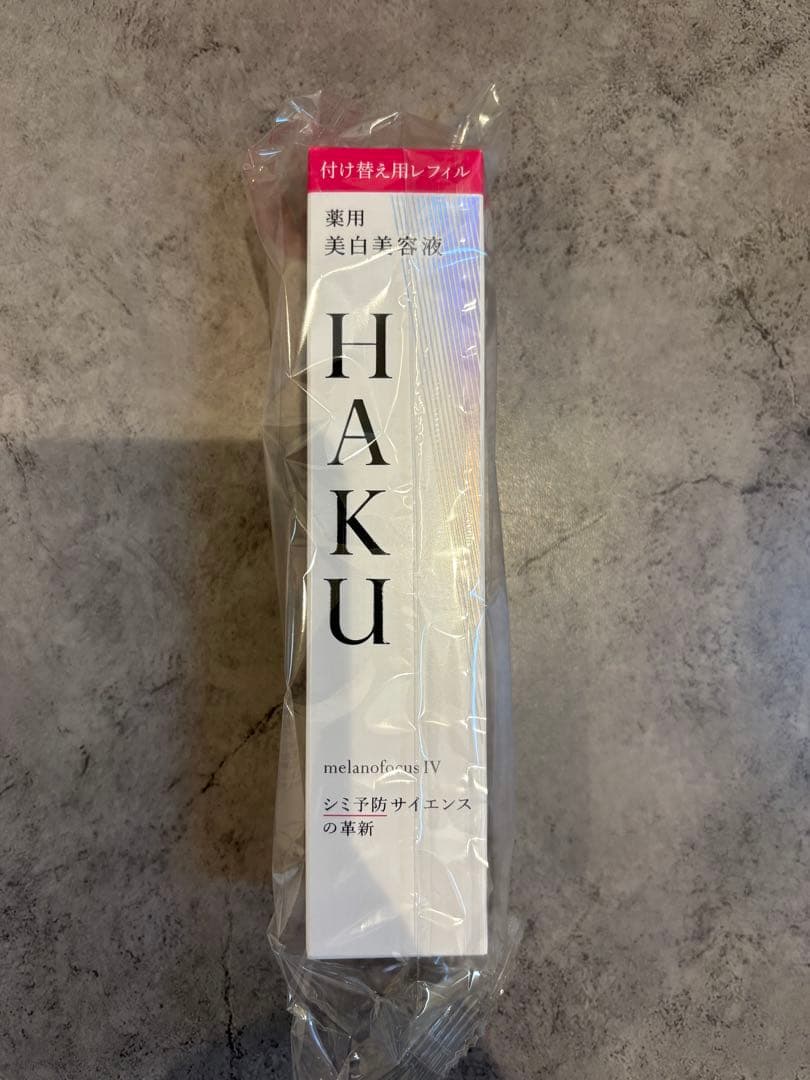 付け替え用レフィル
薬用
美白美容液
HAKU
melanofocus IV
シミ予防サイエンス
の革新